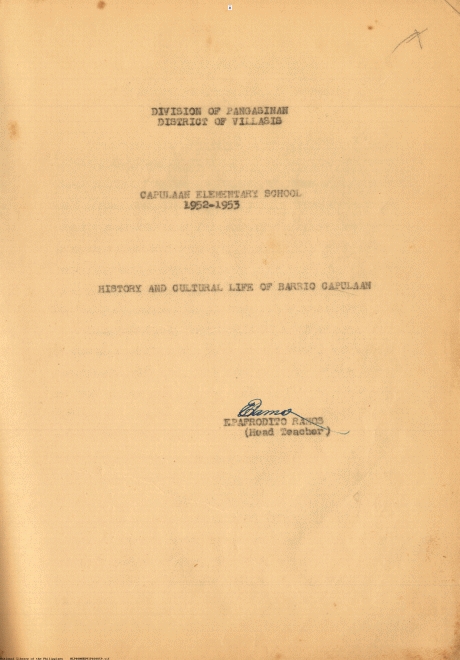 DIVISION OF PANGASINAN
DISTRICT OF VILLASIS
CAPULAAN ELEMENTARY SCHOOL
1952-1953
HISTORY AND CULTURAL LIFE OF BARRIO CAPULAAN
EPAFRODITO RAMOS
(Head Teacher)